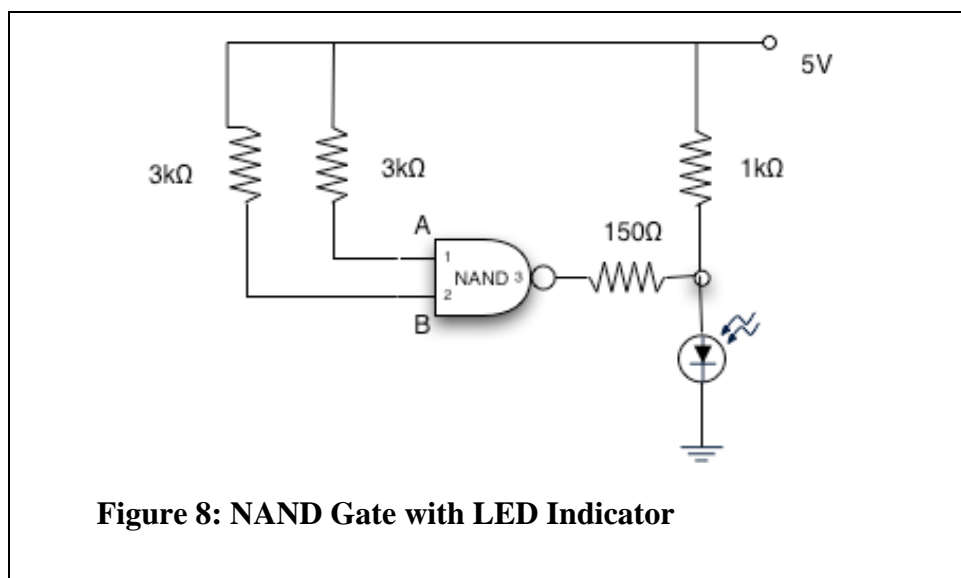 5V
3kΩ
3kΩ
1kΩ
A
150Ω
1
NAND 3
2
B
Figure 8: NAND Gate with LED Indicator